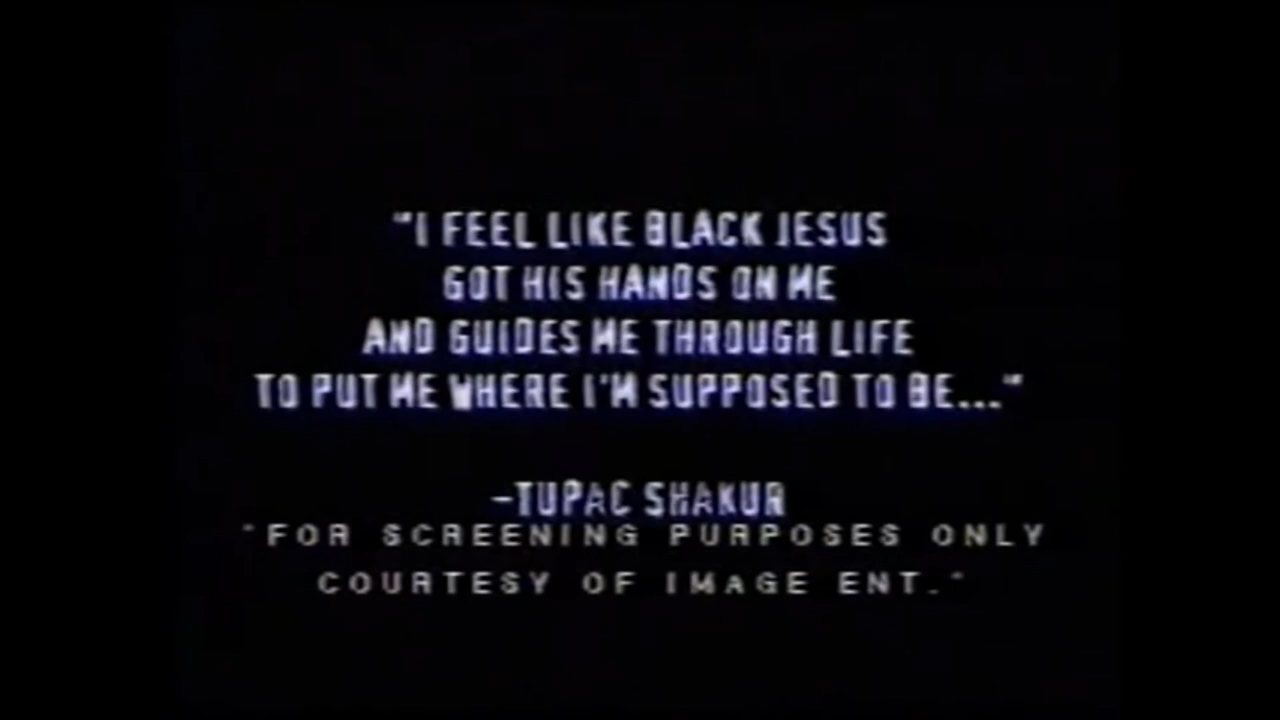 "I FEEL LIKE BLACK JESUS
GOT HIS HANDS ON ME
AND GUIDES ME THROUGH LIFE
TO PUT ME WHERE I'M SUPPOSED TO BE..."
-TUPAC SHAKUR
"FOR SCREENING PURPOSES ONLY
COURTESY OF IMAGE ENT."